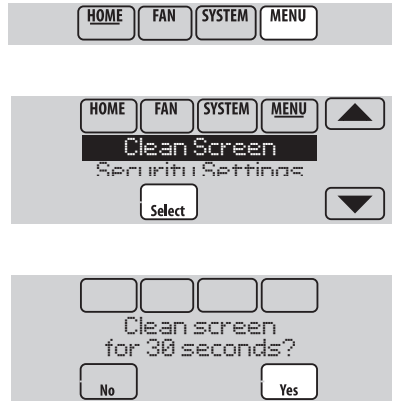 HOME FAN SYSTEM MENU
HOME FAN SYSTEM MENU
Clean Screen
Security Settings
Select
Clean screen
for 30 seconds?
No Yes